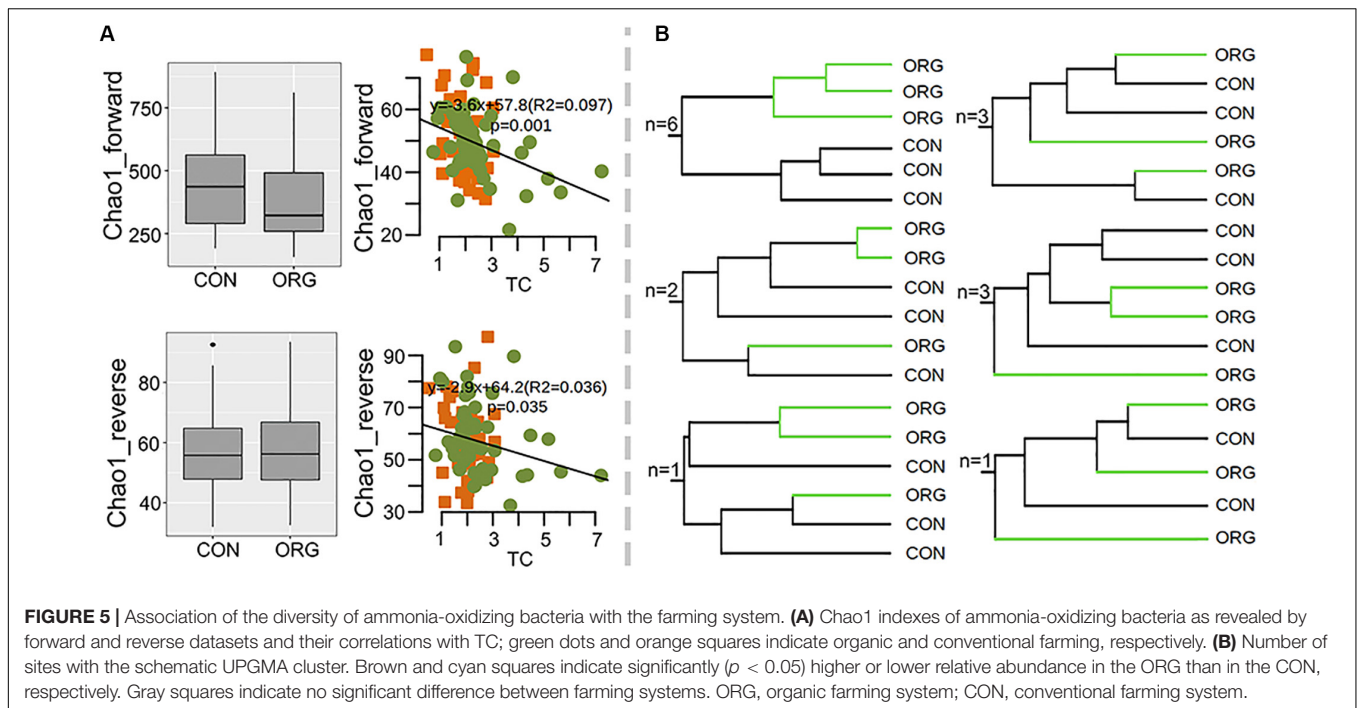 A
Chao1_forward
750
500
250
CON ORG
Chao1_forward
60
140
20
y=-3.6x+57.8(R2=0.097)
p=0.001
1 3 5 7
TC
Chao1_reverse
80
60
40
CON ORG
Chao1_reverse
90
70
50
30
y=-2.9x+64.2(R2=0.036)
p=0.035
1 3 5 7
TC
B
n=6
ORG
ORG
ORG
CON
CON
CON
n=3
ORG
CON
CON
ORG
ORG
CON
n=2
ORG
ORG
CON
CON
ORG
CON
n=3
CON
CON
ORG
ORG
CON
ORG
n=1
ORG
ORG
CON
ORG
CON
CON
n=1
ORG
CON
ORG
CON
ORG
FIGURE 5 | Association of the diversity of ammonia-oxidizing bacteria with the farming system. (A) Chao1 indexes of ammonia-oxidizing bacteria as revealed by
forward and reverse datasets and their correlations with TC; green dots and orange squares indicate organic and conventional farming, respectively. (B) Number of
sites with the schematic UPGMA cluster. Brown and cyan squares indicate significantly (p < 0.05) higher or lower relative abundance in the ORG than in the CON,
respectively. Gray squares indicate no significant difference between farming systems. ORG, organic farming system; CON, conventional farming system.